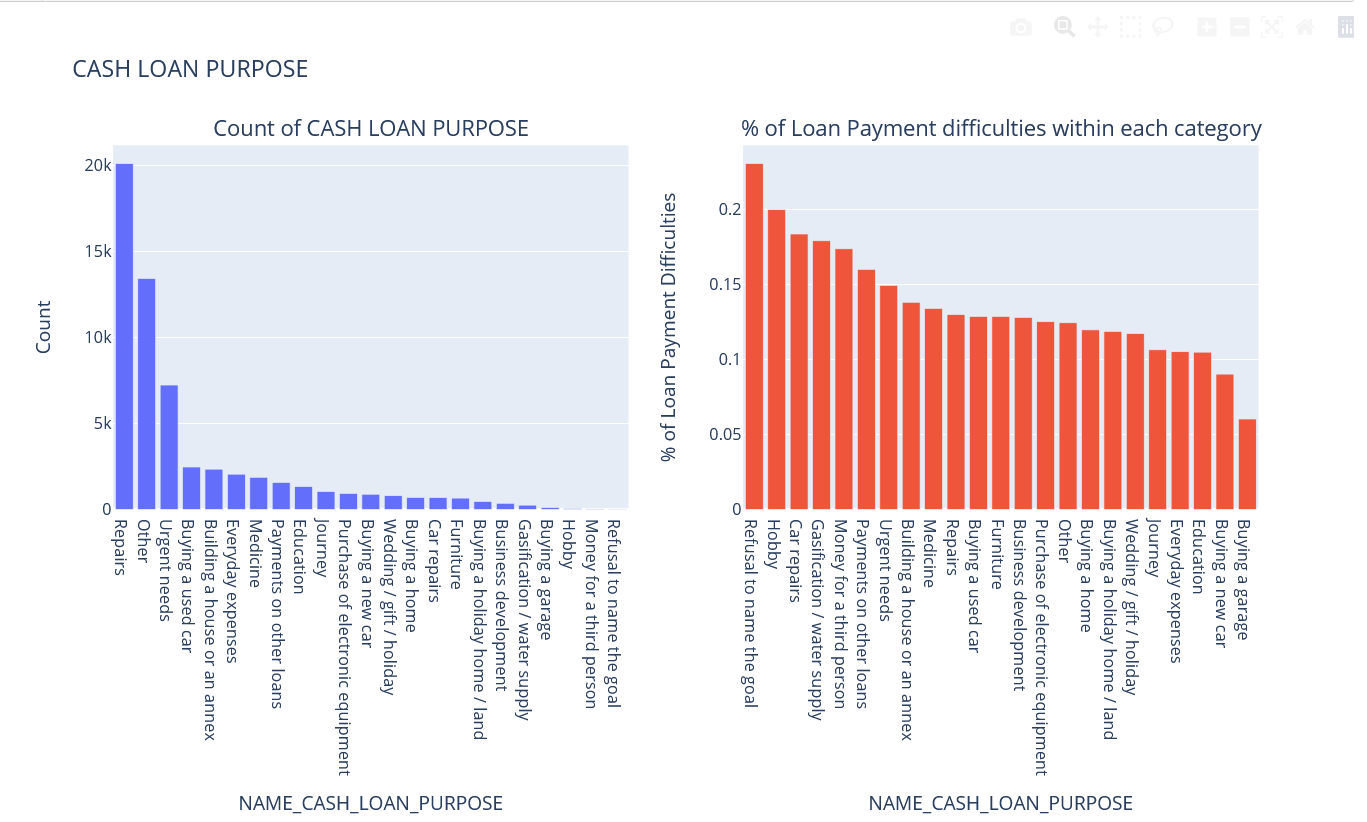 CASH LOAN PURPOSE
Count of CASH LOAN PURPOSE
Count
20k
15k
10k
5k
0
Repairs
Other
Urgent needs
Buying a used car
Building a house or an annex
Everyday expenses
Medicine
Payments on other loans
Education
Journey
Purchase of electronic equipment
Buying a new car
Wedding / gift / holiday
Buying a home
Car repairs
Furniture
Buying a holiday home / land
Business development
Gasification / water supply
Buying a garage
Hobby
Money for a third person
Refusal to name the goal
NAME_CASH_LOAN_PURPOSE
% of Loan Payment difficulties within each category
% of Loan Payment Difficulties
0.2
0.15
0.1
0.05
0
Refusal to name the goal
Hobby
Car repairs
Gasification / water supply
Money for a third person
Payments on other loans
Urgent needs
Building a house or an annex
Medicine
Repairs
Buying a used car
Furniture
Business development
Purchase of electronic equipment
Other
Buying a home
Buying a holiday home / land
Wedding / gift / holiday
Journey
Everyday expenses
Education
Buying a new car
Buying a garage
NAME_CASH_LOAN_PURPOSE